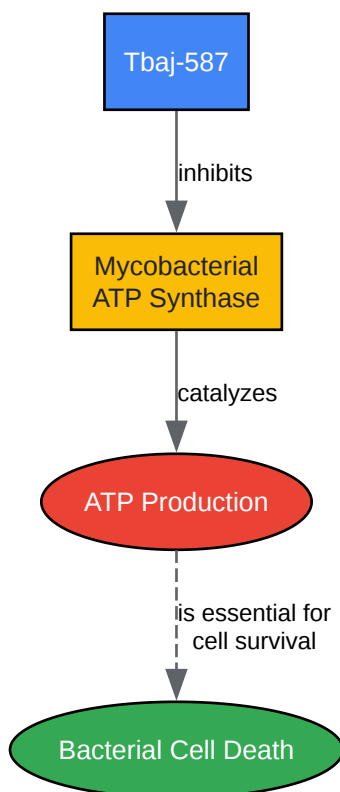 Tbaj-587
inhibits
Mycobacterial
ATP Synthase
catalyzes
ATP Production
is essential for
cell survival
Bacterial Cell Death